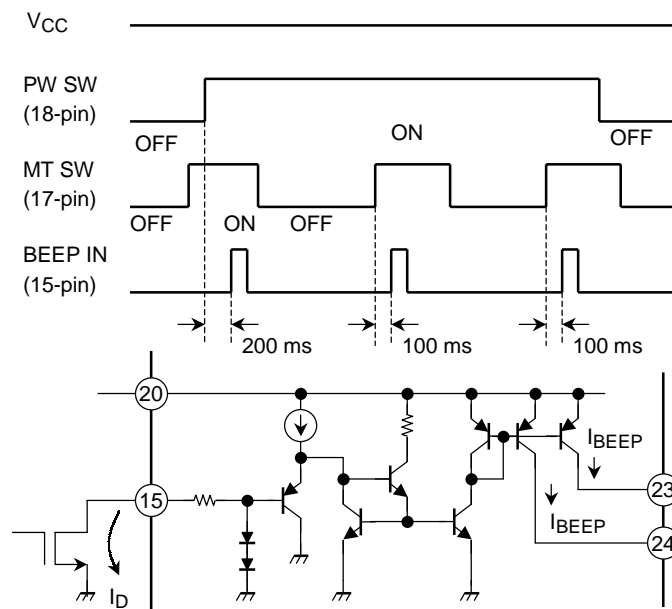 VCC
PW SW
(18-pin)
OFF
ON
OFF
MT SW
(17-pin)
OFF
ON
OFF
BEEP IN
(15-pin)
200 ms
100 ms
100 ms
20
15
IBEEP
23
IBEEP
24
ID